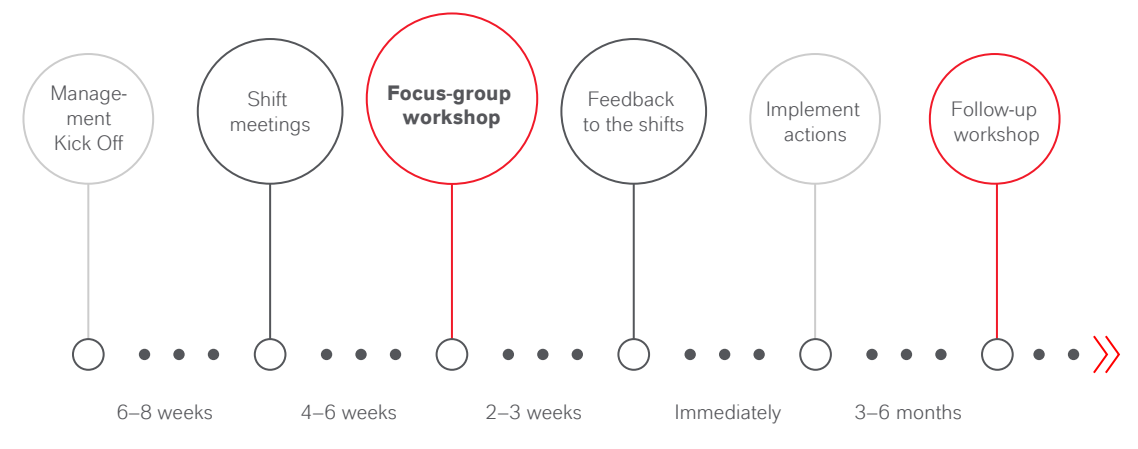 Manage-
ment
Kick Off
Shift
meetings
Focus-group
workshop
Feedback
to the shifts
Implement
actions
Follow-up
workshop
6–8 weeks
4–6 weeks
2–3 weeks
Immediately
3–6 months